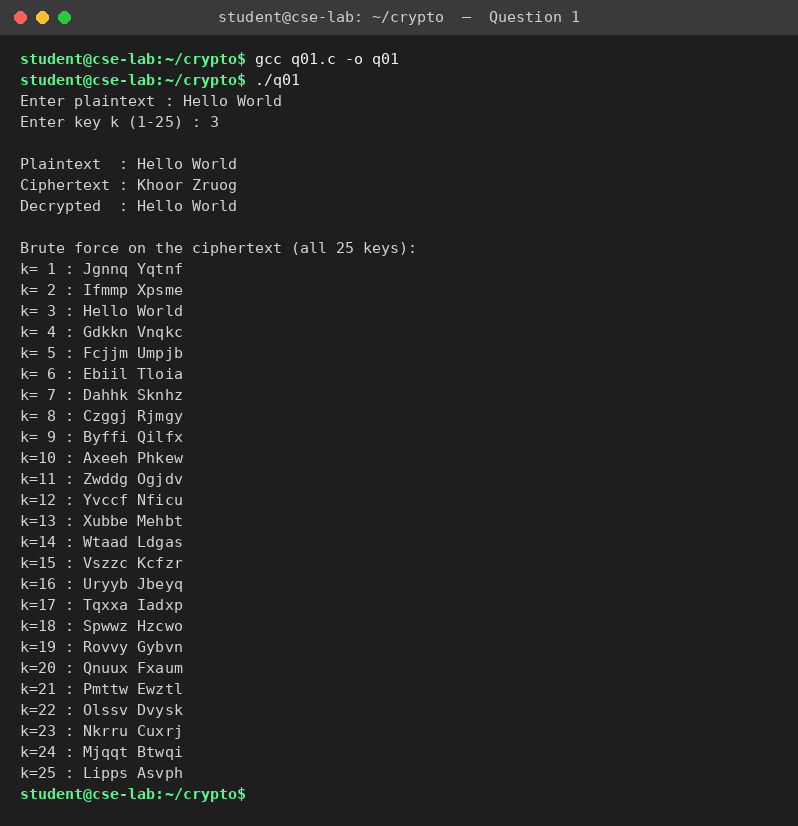 student@cse-lab: ~/crypto — Question 1
student@cse-lab:~/crypto$ gcc q01.c -o q01
student@cse-lab:~/crypto$ ./q01
Enter plaintext : Hello World
Enter key k (1-25) : 3

Plaintext  : Hello World
Ciphertext : Khoor Zruog
Decrypted  : Hello World

Brute force on the ciphertext (all 25 keys):
k= 1 : Jgnnq Yqtnf
k= 2 : Ifmmp Xpsme
k= 3 : Hello World
k= 4 : Gdkkn Vnqkc
k= 5 : Fcjjm Umpjb
k= 6 : Ebiil Tloia
k= 7 : Dahhk Sknhz
k= 8 : Czggj Rjmgy
k= 9 : Byffi Qilfx
k=10 : Axeeh Phkew
k=11 : Zwddg Ogjdv
k=12 : Yvccf Nficu
k=13 : Xubbe Mehbt
k=14 : Wtaad Ldgas
k=15 : Vszzc Kcfzr
k=16 : Uryyb Jbeyq
k=17 : Tqxxa Iadxp
k=18 : Spwwz Hzcwo
k=19 : Rovvy Gybvn
k=20 : Qnuux Fxaum
k=21 : Pmttw Ewztl
k=22 : Olssv Dvysk
k=23 : Nkrru Cuxrj
k=24 : Mjqqt Btwqi
k=25 : Lipps Asvph
student@cse-lab:~/crypto$